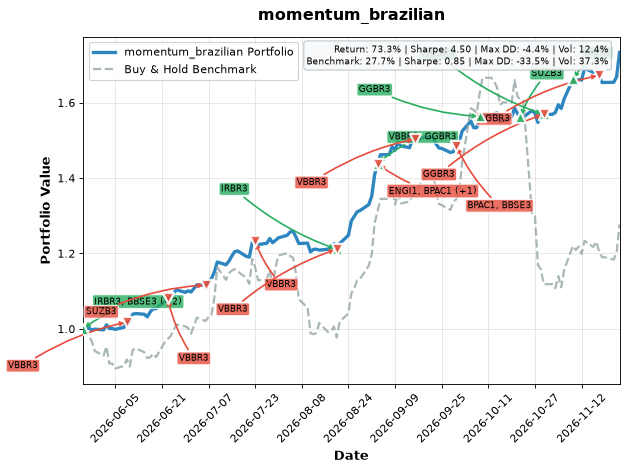 momentum_brazilian
momentum_brazilian Portfolio
Buy & Hold Benchmark
Return: 73.3% | Sharpe: 4.50 | Max DD: -4.4% | Vol: 12.4%
Benchmark: 27.7% | Sharpe: 0.85 | Max DD: -33.5% | Vol: 37.3%
SUZB3
GGBR3
GGBR3
VBBR3
GGBR3
GGBR3
VBBR3
IRBR3
ENGI1, BPAC1 (+1)
BPAC1, BBSE3
VBBR3
IRBR3, BBSE3 (+2)
SUZB3
VBBR3
VBBR3
VBBR3
1.6
1.4
1.2
1.0
Portfolio Value
2026-06-05
2026-06-21
2026-07-07
2026-07-23
2026-08-08
2026-08-24
2026-09-09
2026-09-25
2026-10-11
2026-10-27
2026-11-12
Date